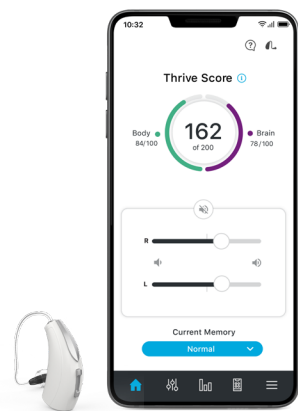 10:32
Thrive Score
Body
84/100
162
of 200
Brain
78/100
R
L
Current Memory
Normal